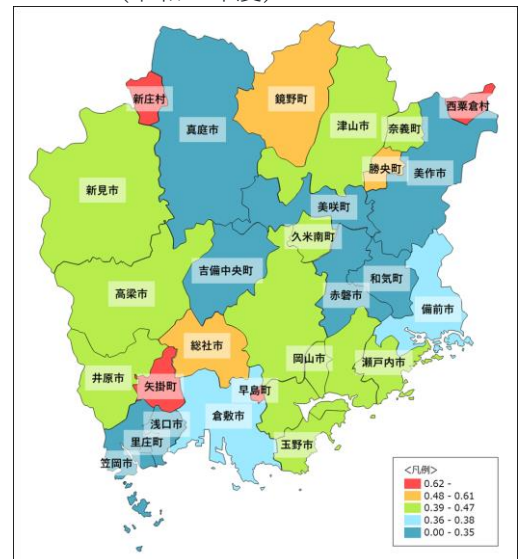 新庄村
真庭市
鏡野町
津山市
奈義町
西粟倉村
勝央町
美作市
新見市
美咲町
久米南町
吉備中央町
和気町
赤磐市
備前市
高梁市
総社市
岡山市
瀬戸内市
井原市
矢掛町
早島町
倉敷市
浅口市
里庄町
玉野市
笠岡市
<凡例>
0.62 -
0.48 - 0.61
0.39 - 0.47
0.36 - 0.38
0.00 - 0.35